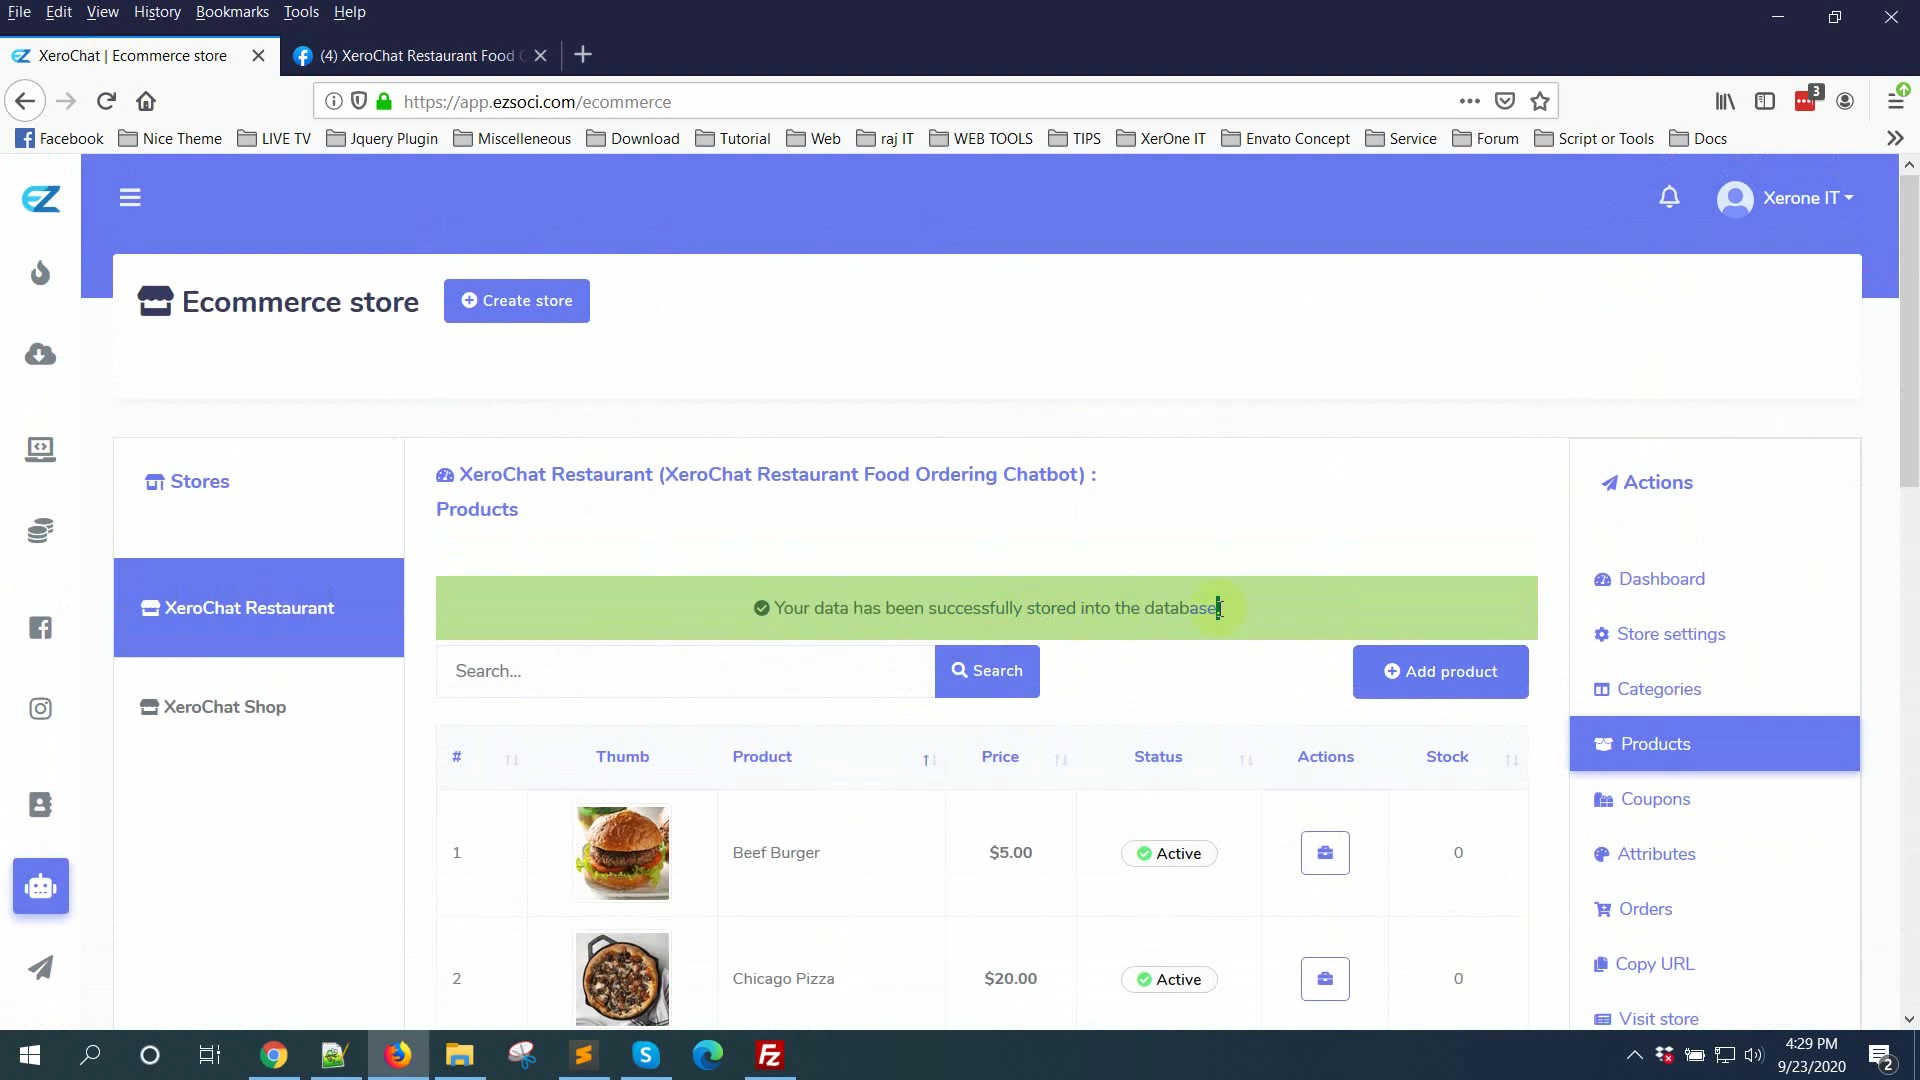 File Edit View History Bookmarks Tools Help
XeroChat | Ecommerce store
(4) XeroChat Restaurant Food
https://app.ezsoci.com/ecommerce
3
Facebook Nice Theme LIVE TV Jquery Plugin Miscelleneous Download Tutorial Web raj IT WEB TOOLS TIPS XerOne IT Envato Concept Service Forum Script or Tools Docs
EZ
Xerone IT
Ecommerce store
Create store
Stores
XeroChat Restaurant
XeroChat Shop
XeroChat Restaurant (XeroChat Restaurant Food Ordering Chatbot) :
Products
Your data has been successfully stored into the database.
Search...
Search
Add product
# Thumb Product Price Status Actions Stock
1 Beef Burger $5.00 Active 0
2 Chicago Pizza $20.00 Active 0
Actions
Dashboard
Store settings
Categories
Products
Coupons
Attributes
Orders
Copy URL
Visit store
4:29 PM
9/23/2020
2